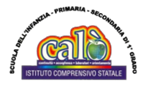 SCUOLA DELL'INFANZIA - PRIMARIA - SECONDARIA DI 1° GRADO
calò
ISTITUTO COMPRENSIVO STATALE